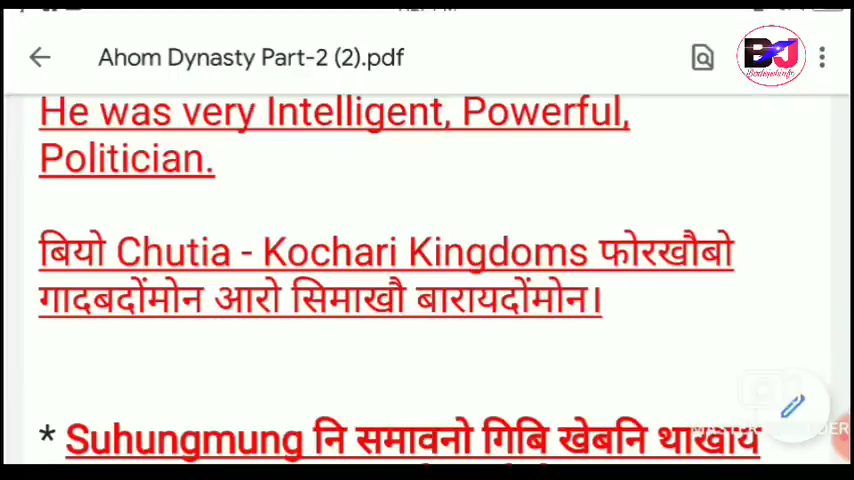 Ahom Dynasty Part-2 (2).pdf
BJ
He was very Intelligent, Powerful,
Politician.
बियो Chutia - Kochari Kingdoms फोरखौबो
गादबदोंमोन आरो सिमाखौ बारायदोंमोन।
* Suhungmung नि समावनो गिबि खेबनि थाखाय